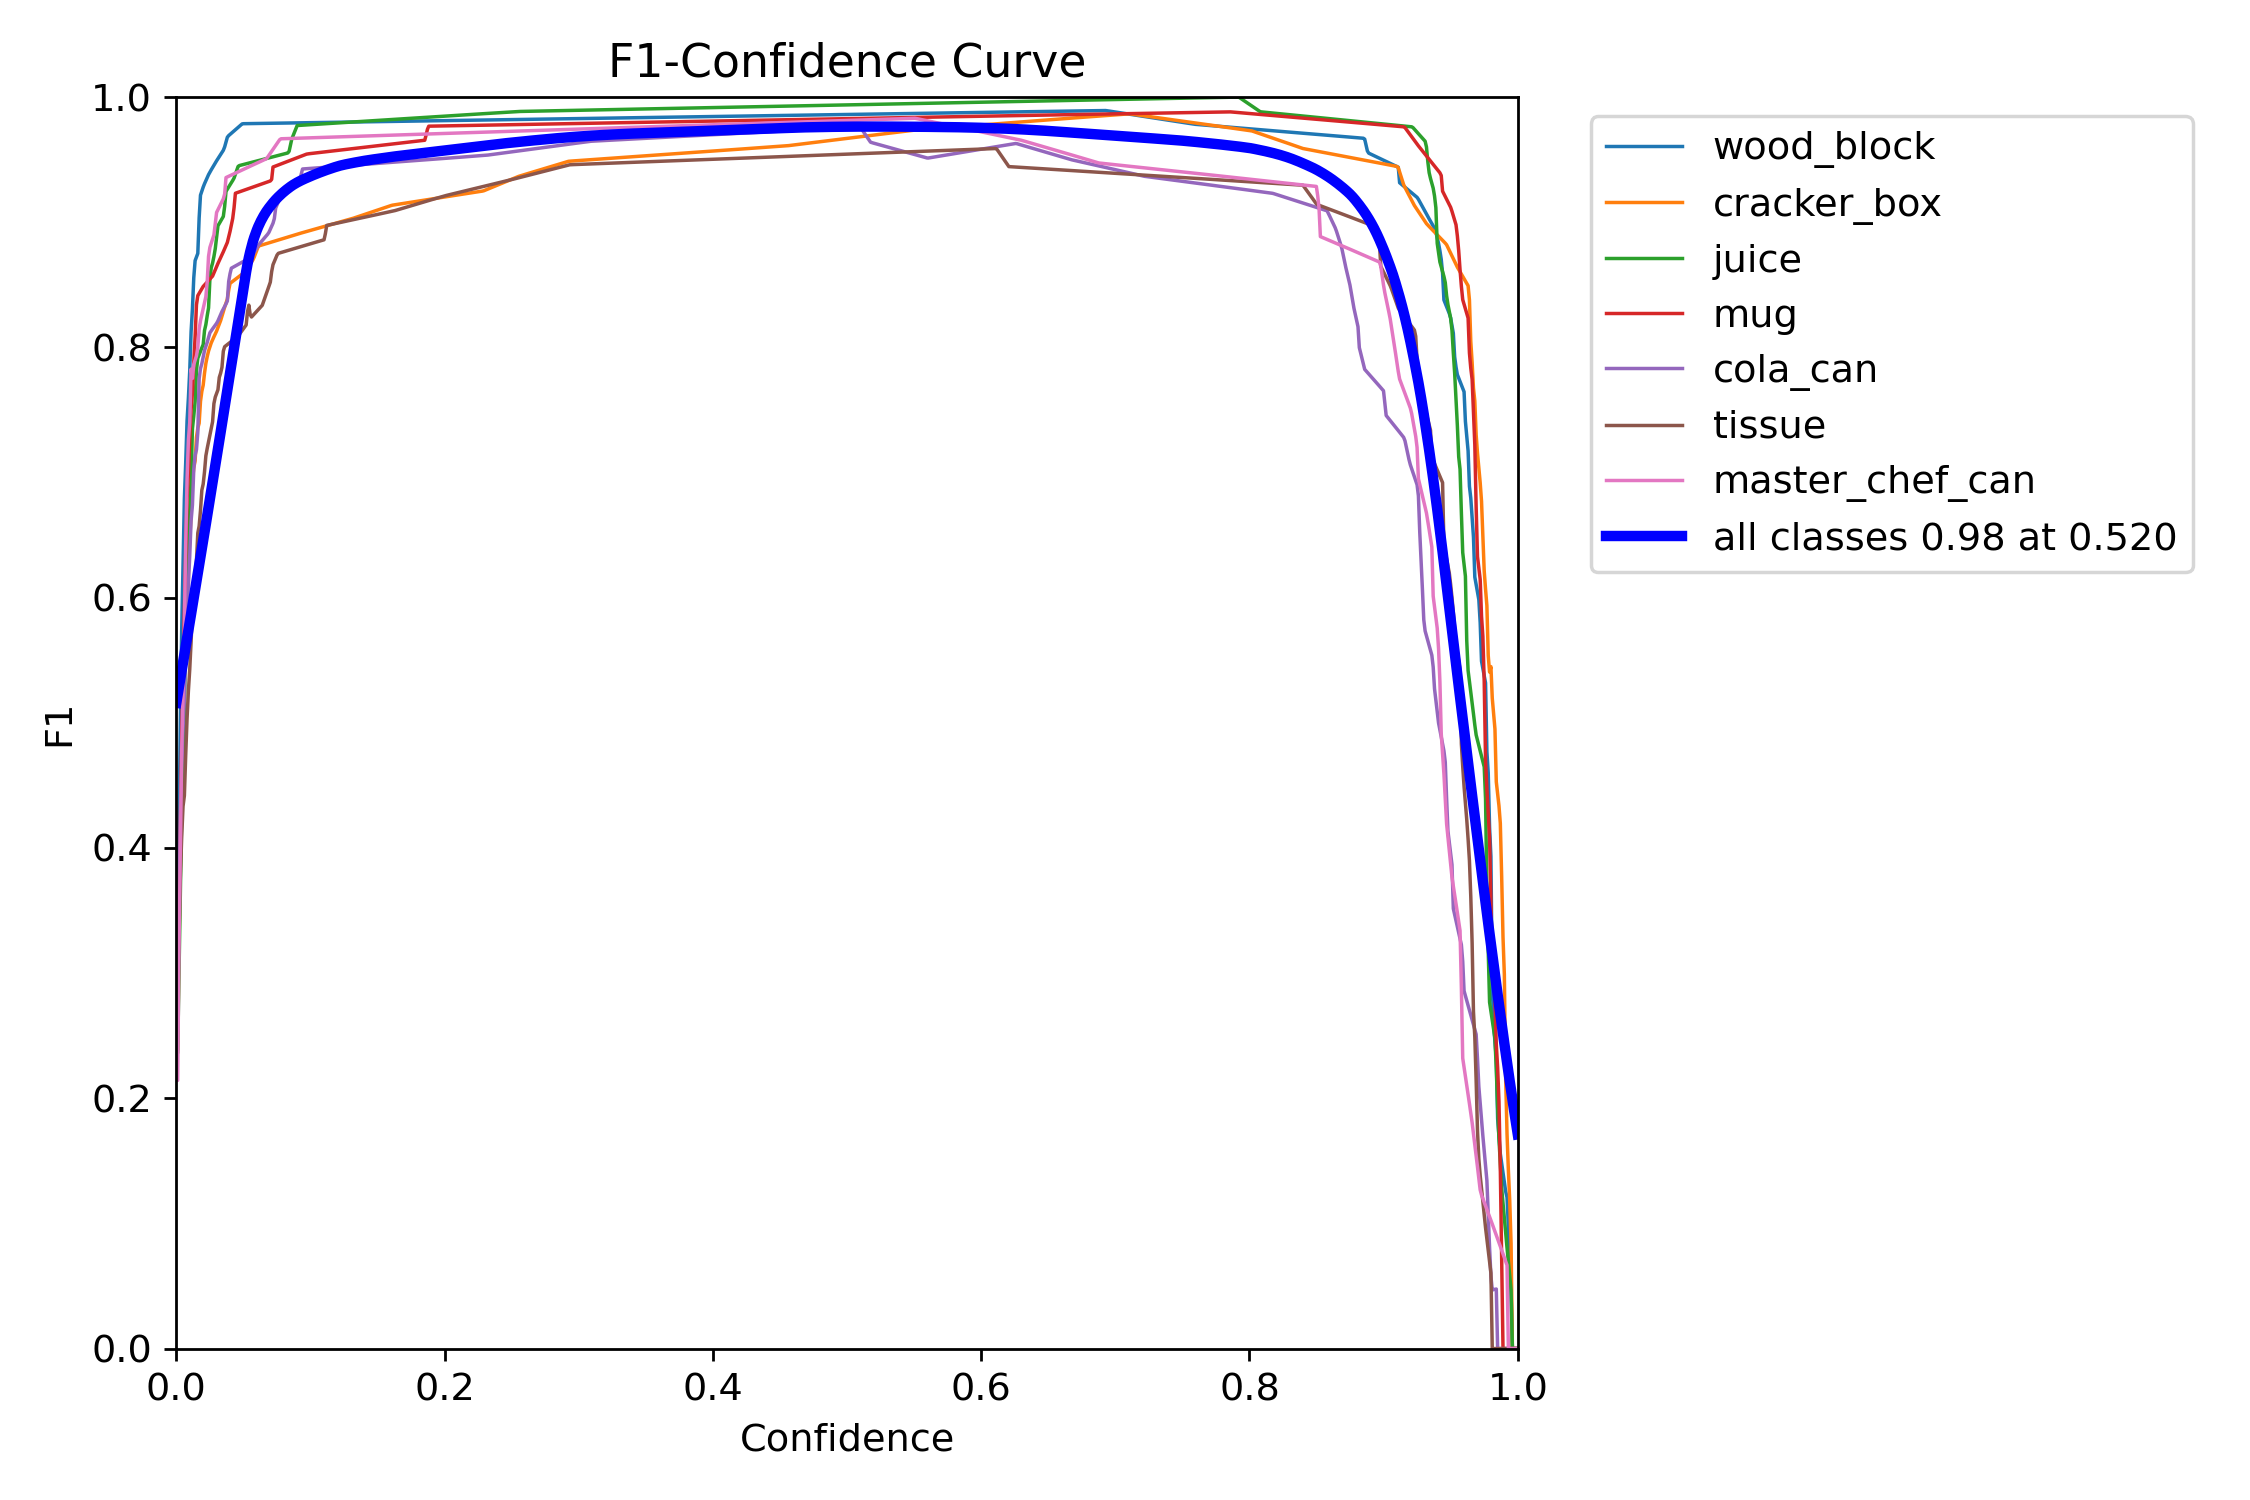 F1-Confidence Curve
1.0
0.8
0.6
0.4
0.2
0.0
F1
0.0 0.2 0.4 0.6 0.8 1.0
Confidence
wood_block
cracker_box
juice
mug
cola_can
tissue
master_chef_can
all classes 0.98 at 0.520